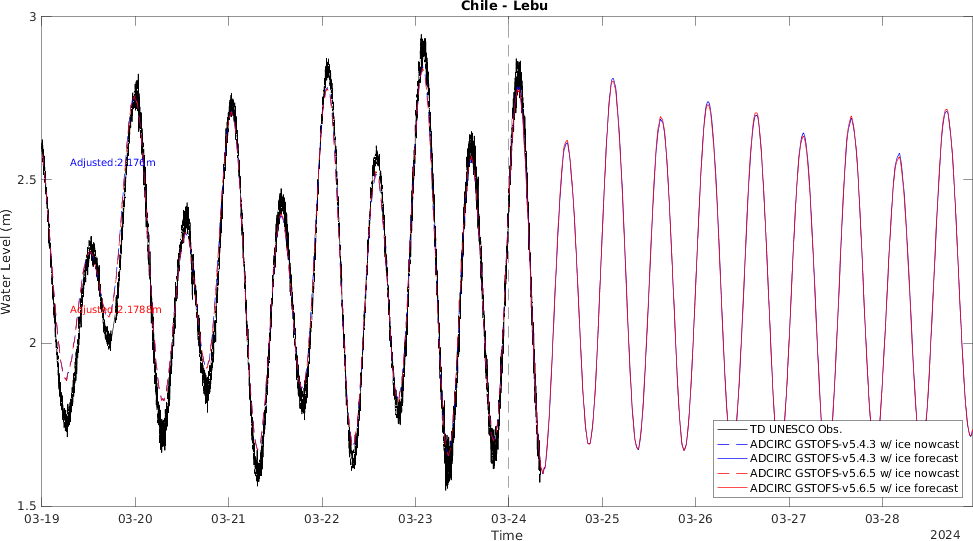 Chile - Lebu
3
2.5
2
1.5
Water Level (m)
Adjusted:2.176m
Adjusted:2.1788m
TD UNESCO Obs.
ADCIRC GSTOFS-v5.4.3 w/ ice nowcast
ADCIRC GSTOFS-v5.4.3 w/ ice forecast
ADCIRC GSTOFS-v5.6.5 w/ ice nowcast
ADCIRC GSTOFS-v5.6.5 w/ ice forecast
03-19 03-20 03-21 03-22 03-23 03-24 03-25 03-26 03-27 03-28
Time
2024